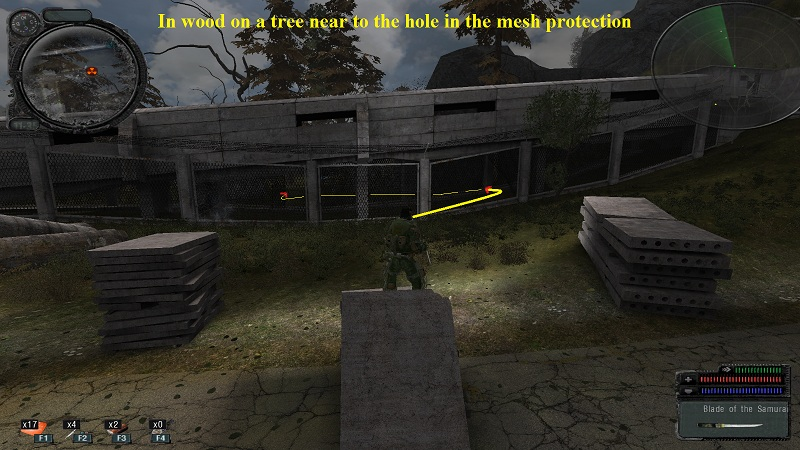 In wood on a tree near to the hole in the mesh protection
Blade of the Samurai
x17 x4 x2 x0
F1 F2 F3 F4